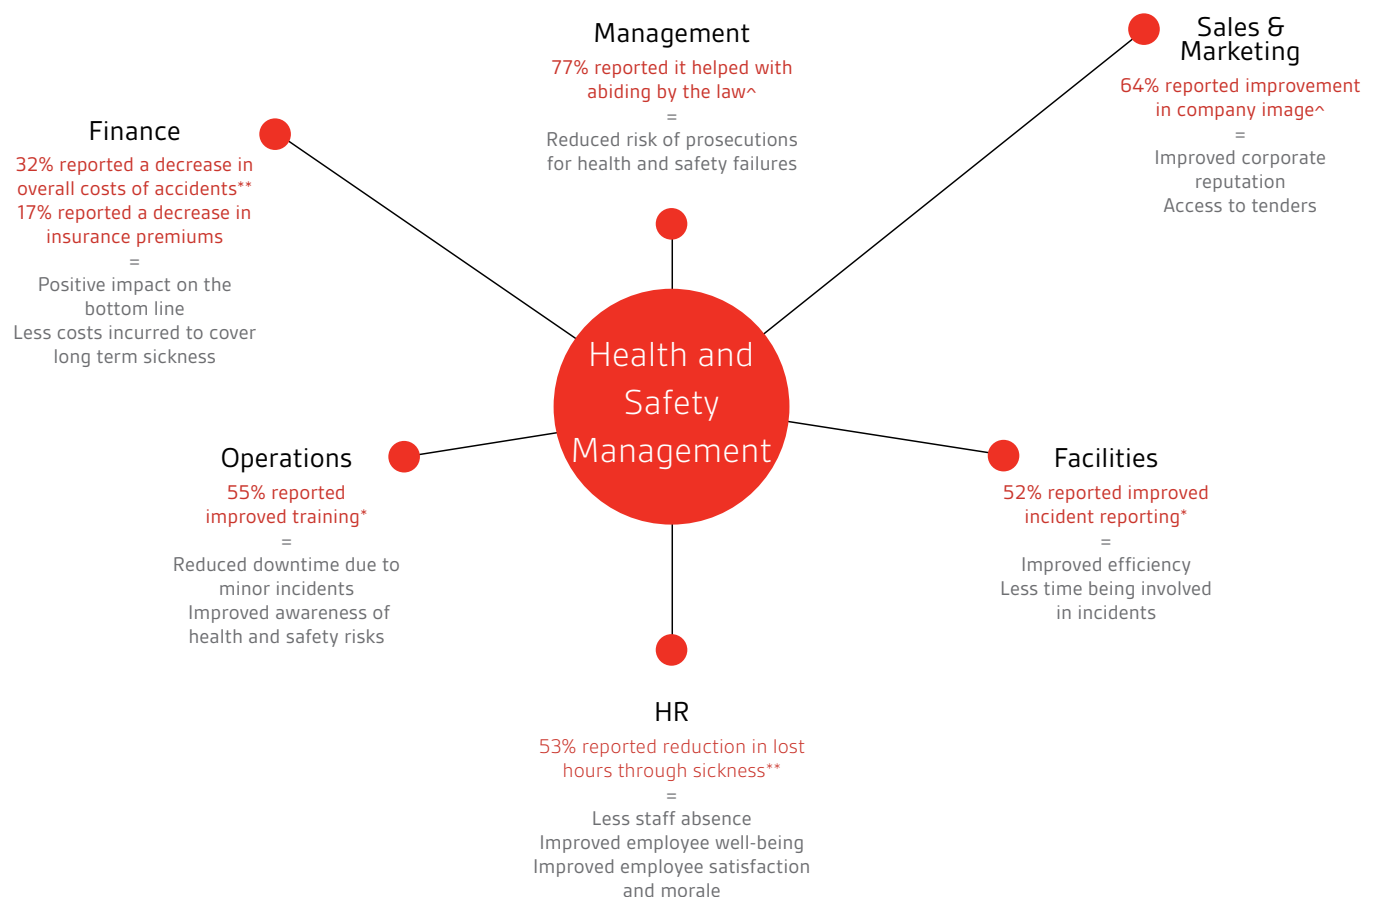 Management
77% reported it helped with
abiding by the law^
=
Reduced risk of prosecutions
for health and safety failures
Sales &
Marketing
64% reported improvement
in company image^
=
Improved corporate
reputation
Access to tenders
Finance
32% reported a decrease in
overall costs of accidents**
17% reported a decrease in
insurance premiums
=
Positive impact on the
bottom line
Less costs incurred to cover
long term sickness
Health and
Safety
Management
Operations
55% reported
improved training*
=
Reduced downtime due to
minor incidents
Improved awareness of
health and safety risks
Facilities
52% reported improved
incident reporting*
=
Improved efficiency
Less time being involved
in incidents
HR
53% reported reduction in lost
hours through sickness**
=
Less staff absence
Improved employee well-being
Improved employee satisfaction
and morale